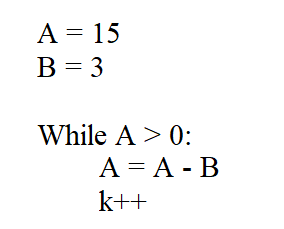 A = 15
B = 3
While A > 0:
A = A - B
k++